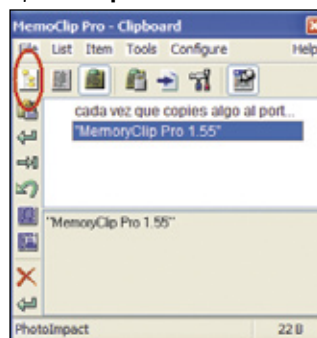 MemoClip Pro - Clipboard
File List Item Tools Configure Help
cada vez que copies algo al port...
"MemoryClip Pro 1.55"
"MemoryClip Pro 1.55"
PhotoImpact 22 B